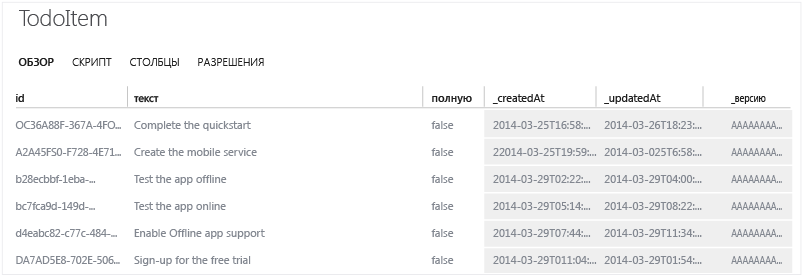 TodoItem
ОБЗОР СКРИПТ СТОЛБЦЫ РАЗРЕШЕНИЯ
id текст полную _createdAt _updatedAt _версию
OC36A88F-367A-4FO... Complete the quickstart false 2014-03-25T16:58:... 2014-03-26T18:23:... AAAAAAAA...
A2A45FS0-F728-4E71... Create the mobile service false 22014-03-25T19:59:... 2014-03-025T6:58:... AAAAAAAA...
b28ecbbf-1eba-... Test the app offline false 2014-03-29T02:22:... 2014-03-29T04:00:... AAAAAAAA...
bc7fca9d-149d-... Test the app online false 2014-03-29T05:14:... 2014-03-29T08:22:... AAAAAAAA...
d4eabc82-c77c-484-... Enable Offline app support false 2014-03-29T07:44:... 2014-03-29T11:34:... AAAAAAAA...
DA7AD5E8-702E-506... Sign-up for the free trial false 2014-03-29T011:04:... 2014-03-29T01:54:... AAAAAAAA...